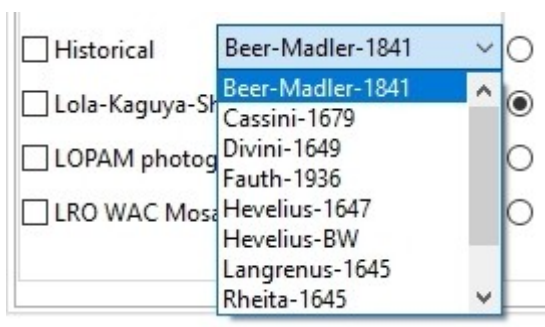 Historical
Beer-Madler-1841
Beer-Madler-1841
Lola-Kaguya-Sh
Cassini-1679
Divini-1649
LOPAM photog
Fauth-1936
LRO WAC Mosa
Hevelius-1647
Hevelius-BW
Langrenus-1645
Rheita-1645